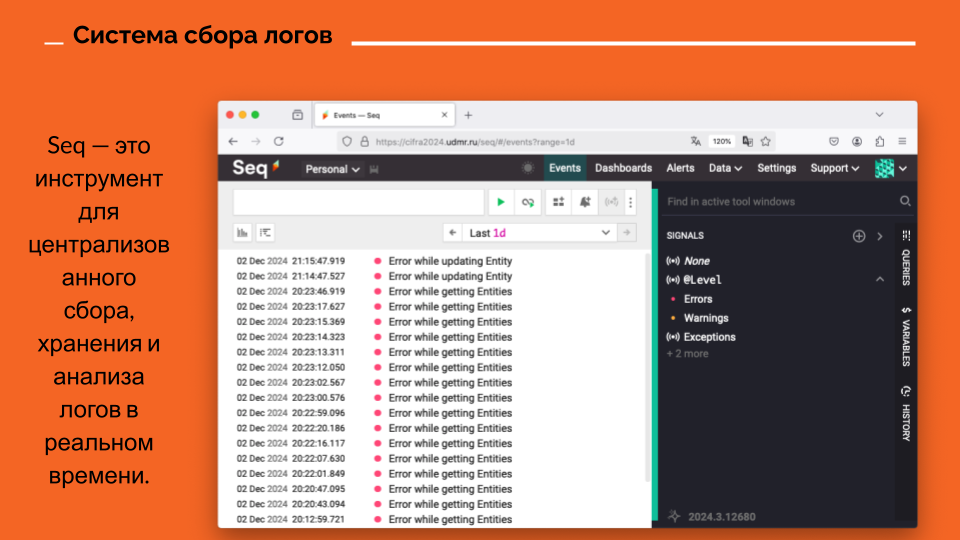 Система сбора логов
Seq — это
инструмент
для
централизов
анного
сбора,
хранения и
анализа
логов в
реальном
времени.
Events — Seq
https://cifra2024.udmr.ru/seq/#/events?range=1d
120%
Seq
Personal
Events
Dashboards
Alerts
Data
Settings
Support
Find in active tool windows
Last 1d
SIGNALS
None
@Level
Errors
Warnings
Exceptions
+ 2 more
QUERIES
$ VARIABLES
HISTORY
02 Dec 2024 21:15:47.919 Error while updating Entity
02 Dec 2024 21:14:47.527 Error while updating Entity
02 Dec 2024 20:23:46.919 Error while getting Entities
02 Dec 2024 20:23:17.627 Error while getting Entities
02 Dec 2024 20:23:15.369 Error while getting Entities
02 Dec 2024 20:23:14.323 Error while getting Entities
02 Dec 2024 20:23:13.311 Error while getting Entities
02 Dec 2024 20:23:12.050 Error while getting Entities
02 Dec 2024 20:23:02.567 Error while getting Entities
02 Dec 2024 20:23:00.576 Error while getting Entities
02 Dec 2024 20:22:59.096 Error while getting Entities
02 Dec 2024 20:22:20.186 Error while getting Entities
02 Dec 2024 20:22:16.117 Error while getting Entities
02 Dec 2024 20:22:07.630 Error while getting Entities
02 Dec 2024 20:22:01.849 Error while getting Entities
02 Dec 2024 20:20:47.095 Error while getting Entities
02 Dec 2024 20:20:43.094 Error while getting Entities
02 Dec 2024 20:12:59.721 Error while getting Entities
2024.3.12680